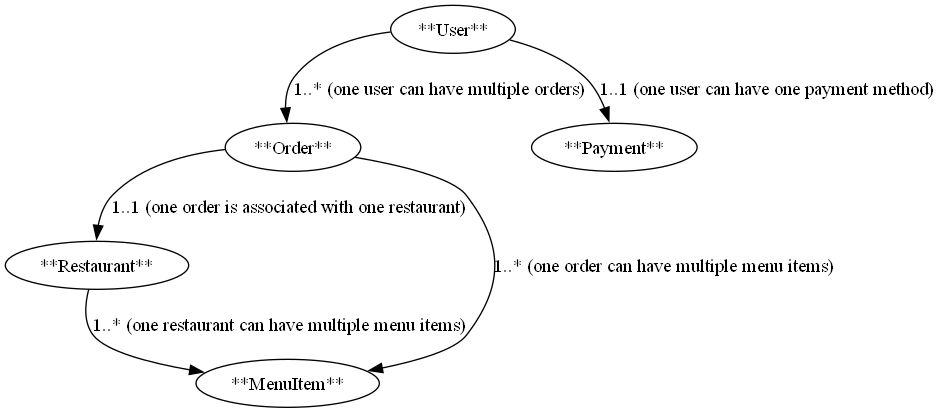 **User**
1..* (one user can have multiple orders)
1..1 (one user can have one payment method)
**Order**
**Payment**
1..1 (one order is associated with one restaurant)
**Restaurant**
1..* (one order can have multiple menu items)
1..* (one restaurant can have multiple menu items)
**MenuItem**